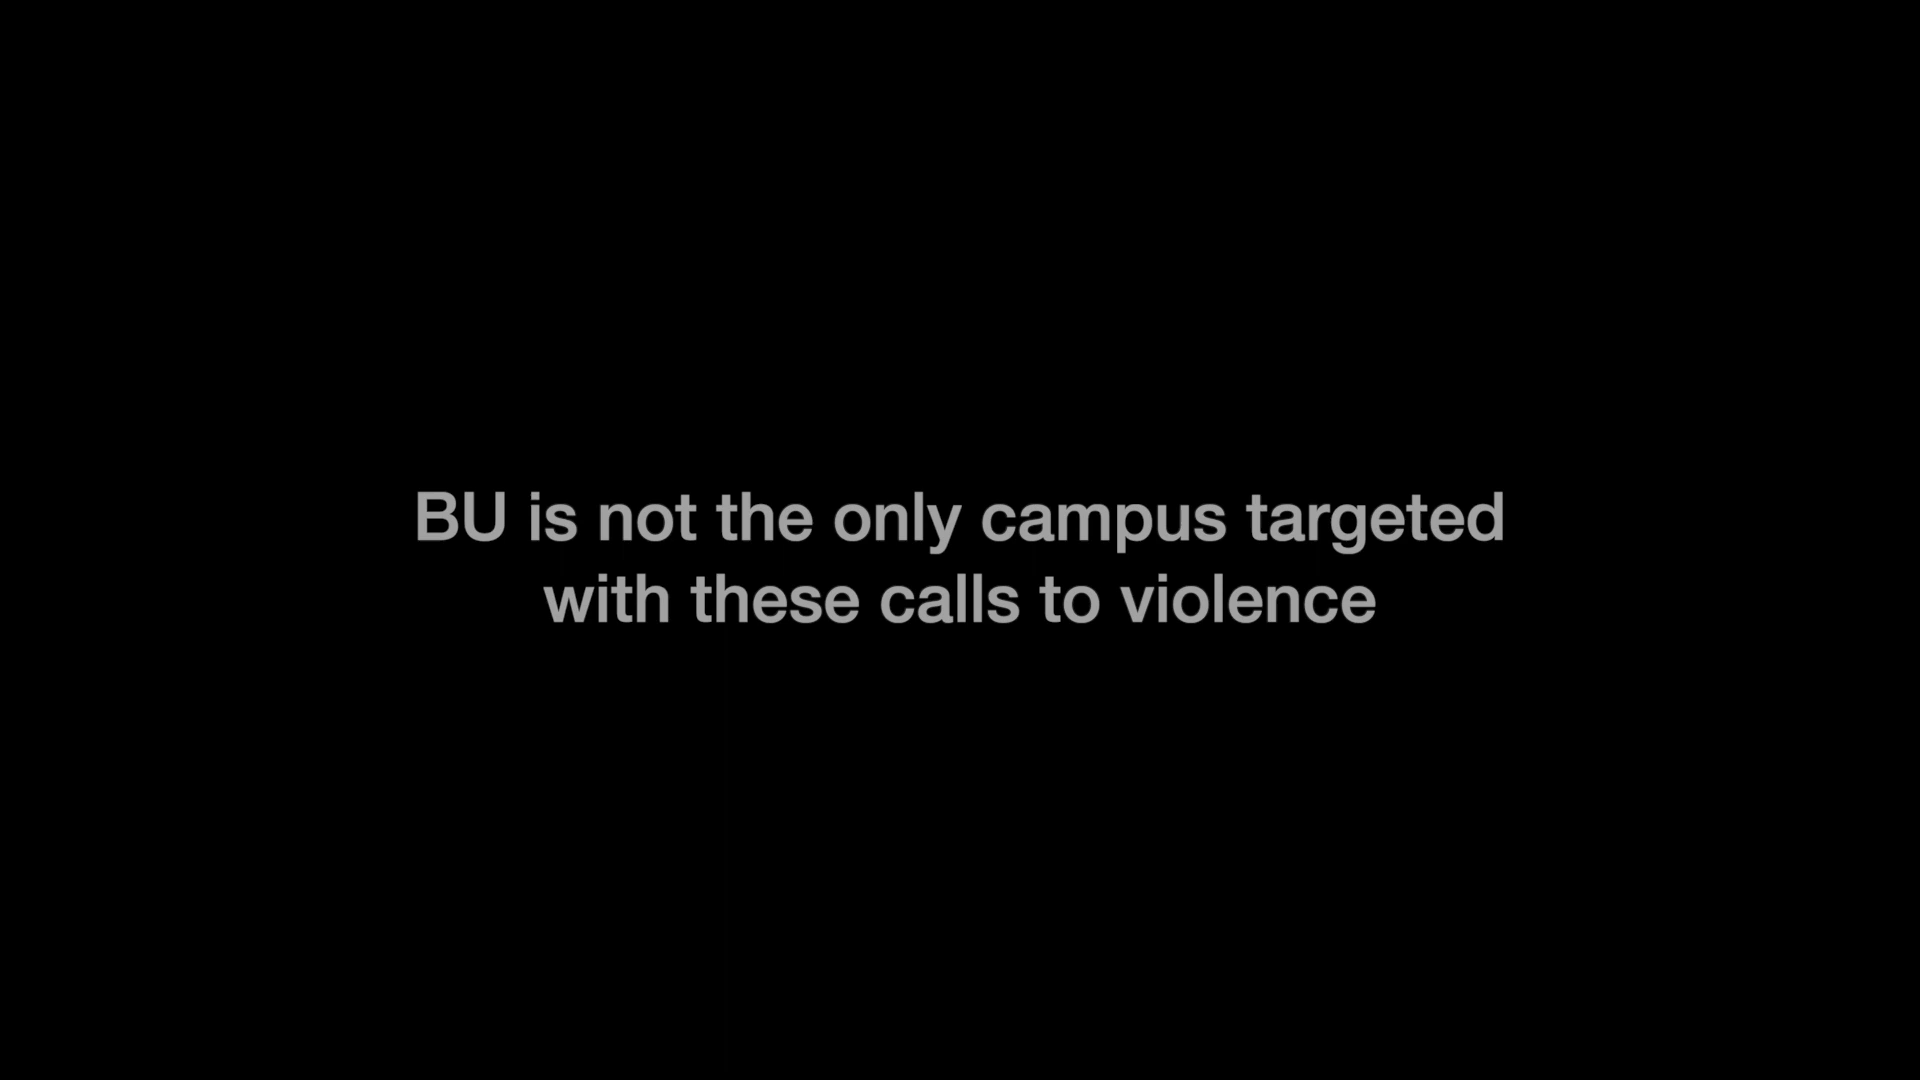 BU is not the only campus targeted
with these calls to violence